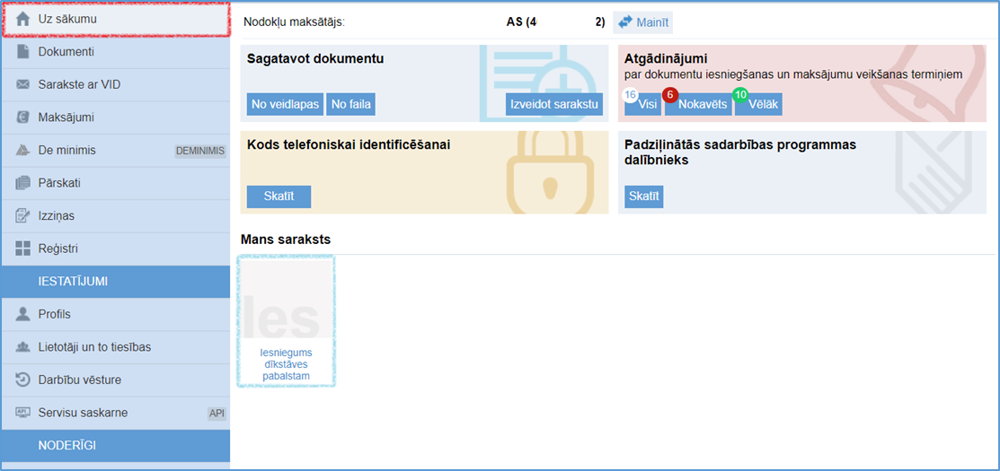 Uz sākumu
Dokumenti
Sarakste ar VID
Maksājumi
De minimis DEMINIMIS
Pārskati
Izziņas
Reģistri
IESTATĪJUMI
Profils
Lietotāji un to tiesības
Darbību vēsture
API
Servisu saskarne API
NODERĪGI
Nodokļu maksātājs: AS (4 2) Mainīt
Sagatavot dokumentu
No veidlapas No faila Izveidot sarakstu
Atgādinājumi
par dokumentu iesniegšanas un maksājumu veikšanas termiņiem
16 Visi 6 Nokavēts 10 Vēlāk
Kods telefoniskai identificēšanai
Skatīt
Padziļinātās sadarbības programmas
dalībnieks
Skatīt
Mans saraksts
Ies
Iesniegums
dīkstāves
pabalstam